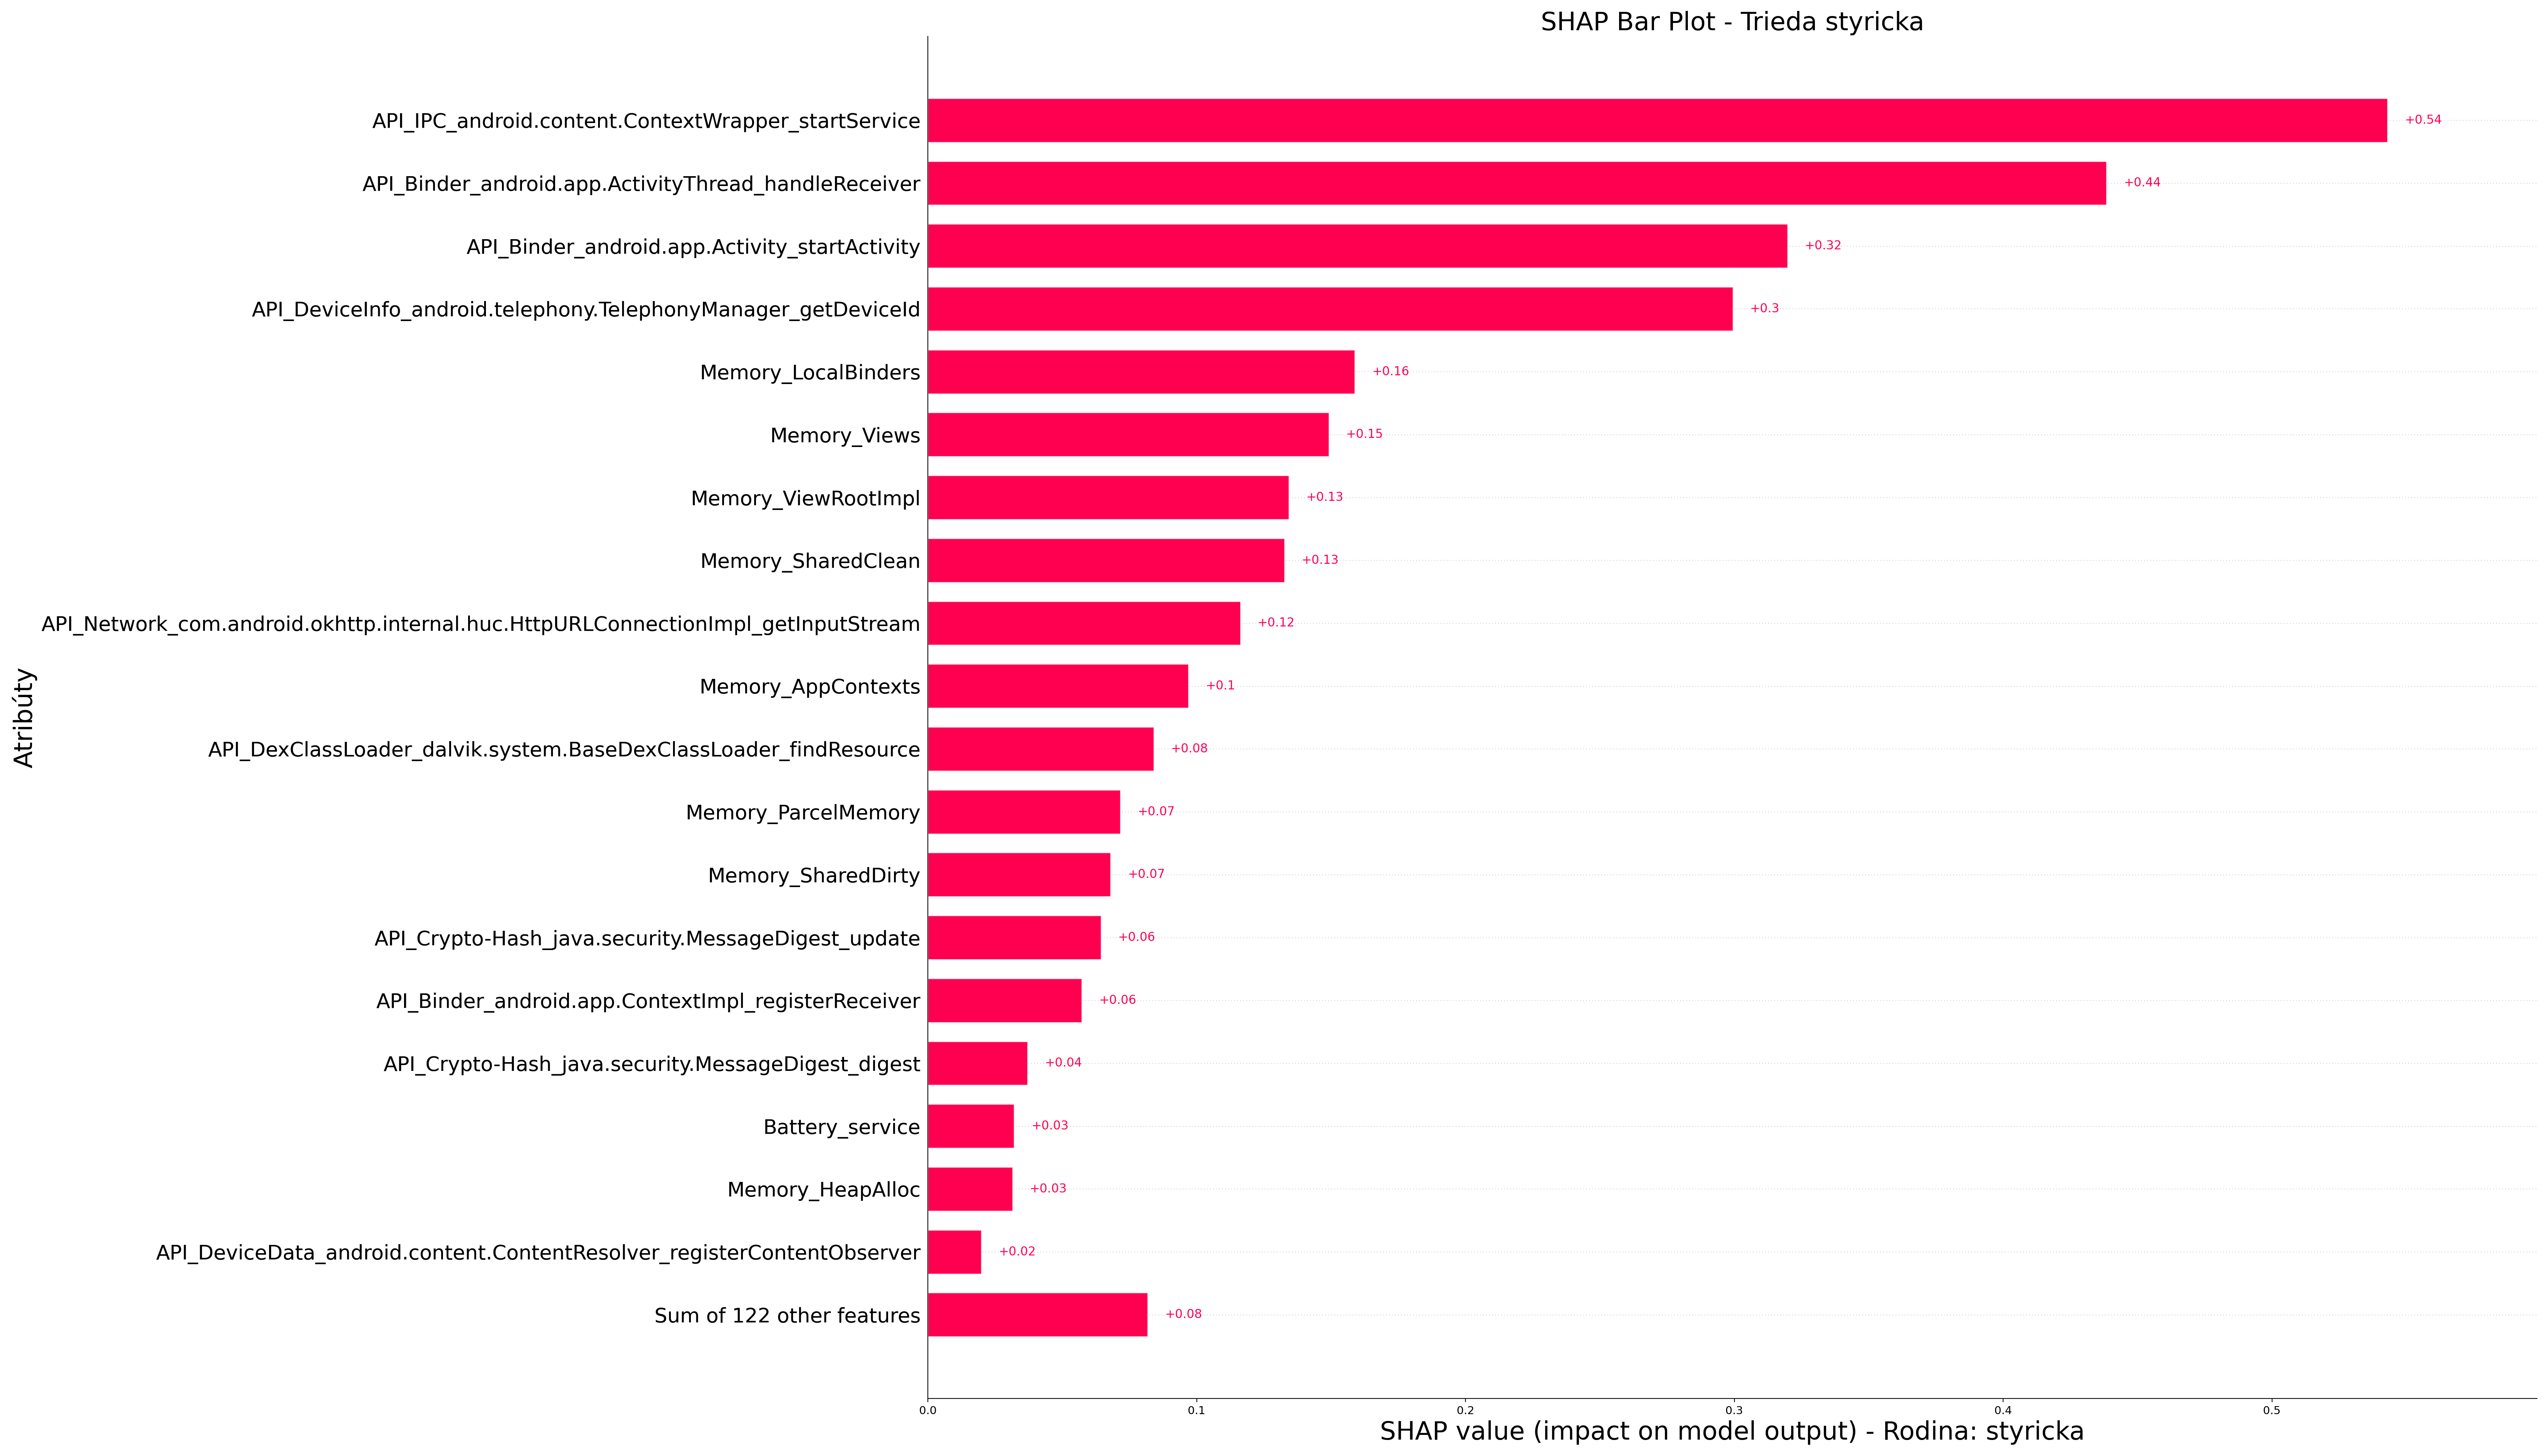 SHAP Bar Plot - Trieda styricka
API_IPC_android.content.ContextWrapper_startService +0.54
API_Binder_android.app.ActivityThread_handleReceiver +0.44
API_Binder_android.app.Activity_startActivity +0.32
API_DeviceInfo_android.telephony.TelephonyManager_getDeviceId +0.3
Memory_LocalBinders +0.16
Memory_Views +0.15
Memory_ViewRootImpl +0.13
Memory_SharedClean +0.13
API_Network_com.android.okhttp.internal.huc.HttpURLConnectionImpl_getInputStream +0.12
Memory_AppContexts +0.1
API_DexClassLoader_dalvik.system.BaseDexClassLoader_findResource +0.08
Memory_ParcelMemory +0.07
Memory_SharedDirty +0.07
API_Crypto-Hash_java.security.MessageDigest_update +0.06
API_Binder_android.app.ContextImpl_registerReceiver +0.06
API_Crypto-Hash_java.security.MessageDigest_digest +0.04
Battery_service +0.03
Memory_HeapAlloc +0.03
API_DeviceData_android.content.ContentResolver_registerContentObserver +0.02
Sum of 122 other features +0.08
Atribúty
0.0 0.1 0.2 0.3 0.4 0.5
SHAP value (impact on model output) - Rodina: styricka